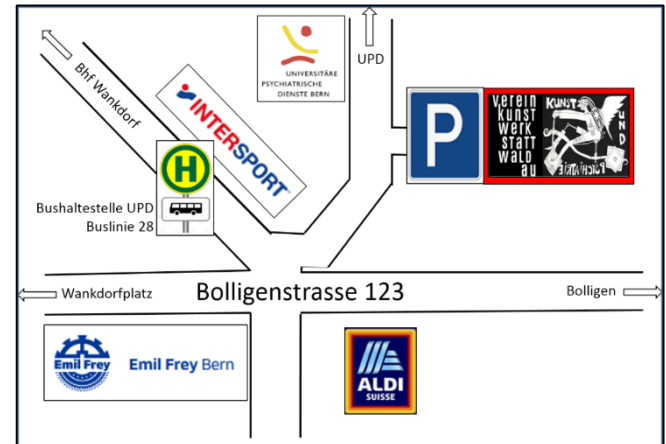 UPD
UNIVERSITÄRE
PSYCHIATRISCHE
DIENSTE BERN
Bhf Wankdorf
INTERSPORT
P
Verein
kunst
werk
statt
wald
au
KUNST
UND
PSYCHIATRIE
H
Bushaltestelle UPD
Buslinie 28
Wankdorfplatz
Bolligenstrasse 123
Bolligen
Emil Frey
Emil Frey Bern
ALDI
SUISSE